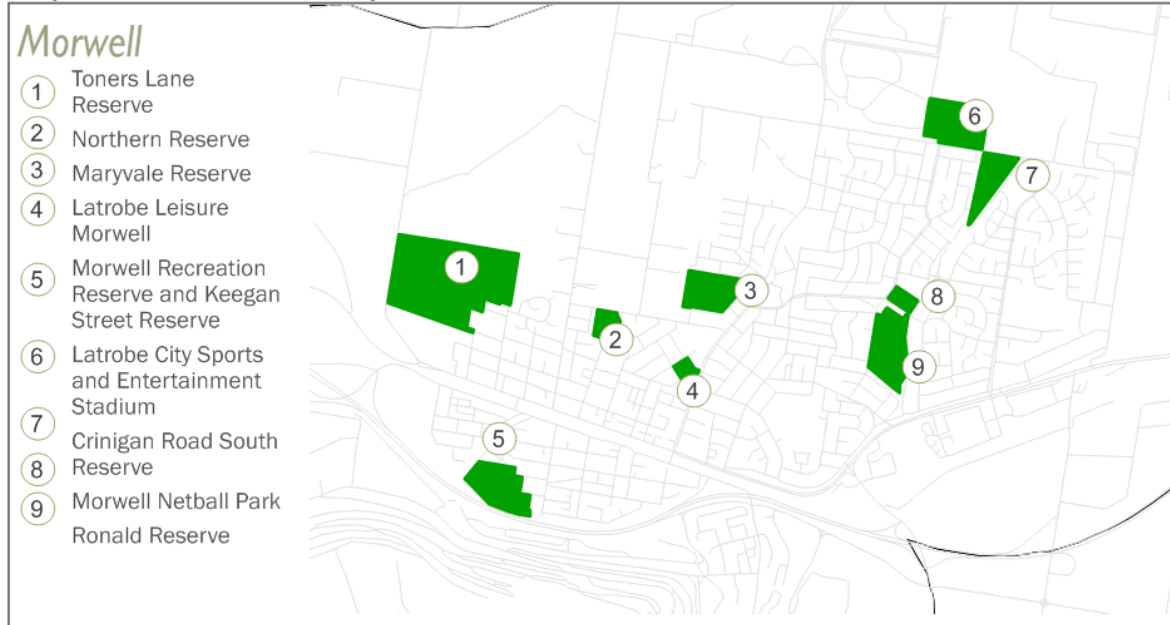 Morwell
1 Toners Lane
Reserve
2 Northern Reserve
3 Maryvale Reserve
4 Latrobe Leisure
Morwell
5 Morwell Recreation
Reserve and Keegan
Street Reserve
6 Latrobe City Sports
and Entertainment
Stadium
7 Crinigan Road South
8 Reserve
9 Morwell Netball Park
Ronald Reserve
6
7
1
3
8
2
9
4
5